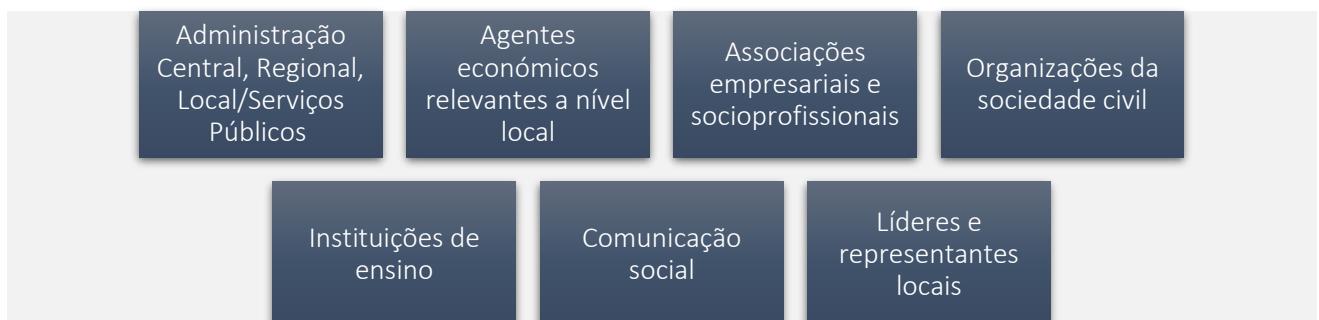 Administração
Central, Regional,
Local/Serviços
Públicos
Agentes
económicos
relevantes a nível
local
Associações
empresariais e
socioprofissionais
Organizações da
sociedade civil
Instituições de
ensino
Comunicação
social
Líderes e
representantes
locais